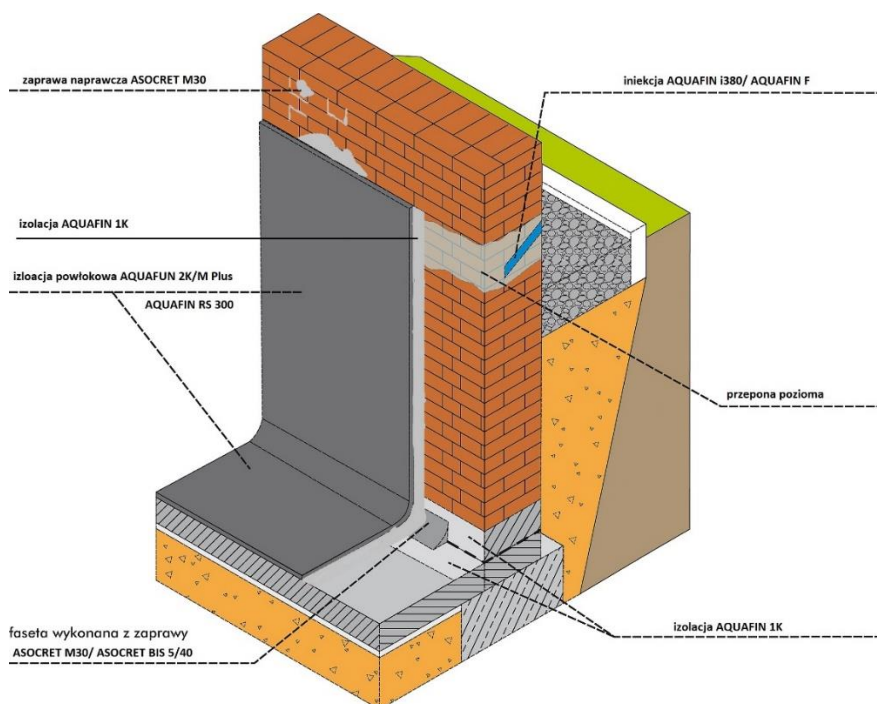 zaprawa naprawcza ASOCRET M30
iniekcja AQUAFIN i380/ AQUAFIN F
izolacja AQUAFIN 1K
izloacja powłokowa AQUAFUN 2K/M Plus
AQUAFIN RS 300
przepona pozioma
faseta wykonana z zaprawy
ASOCRET M30/ ASOCRET BIS 5/40
izolacja AQUAFIN 1K